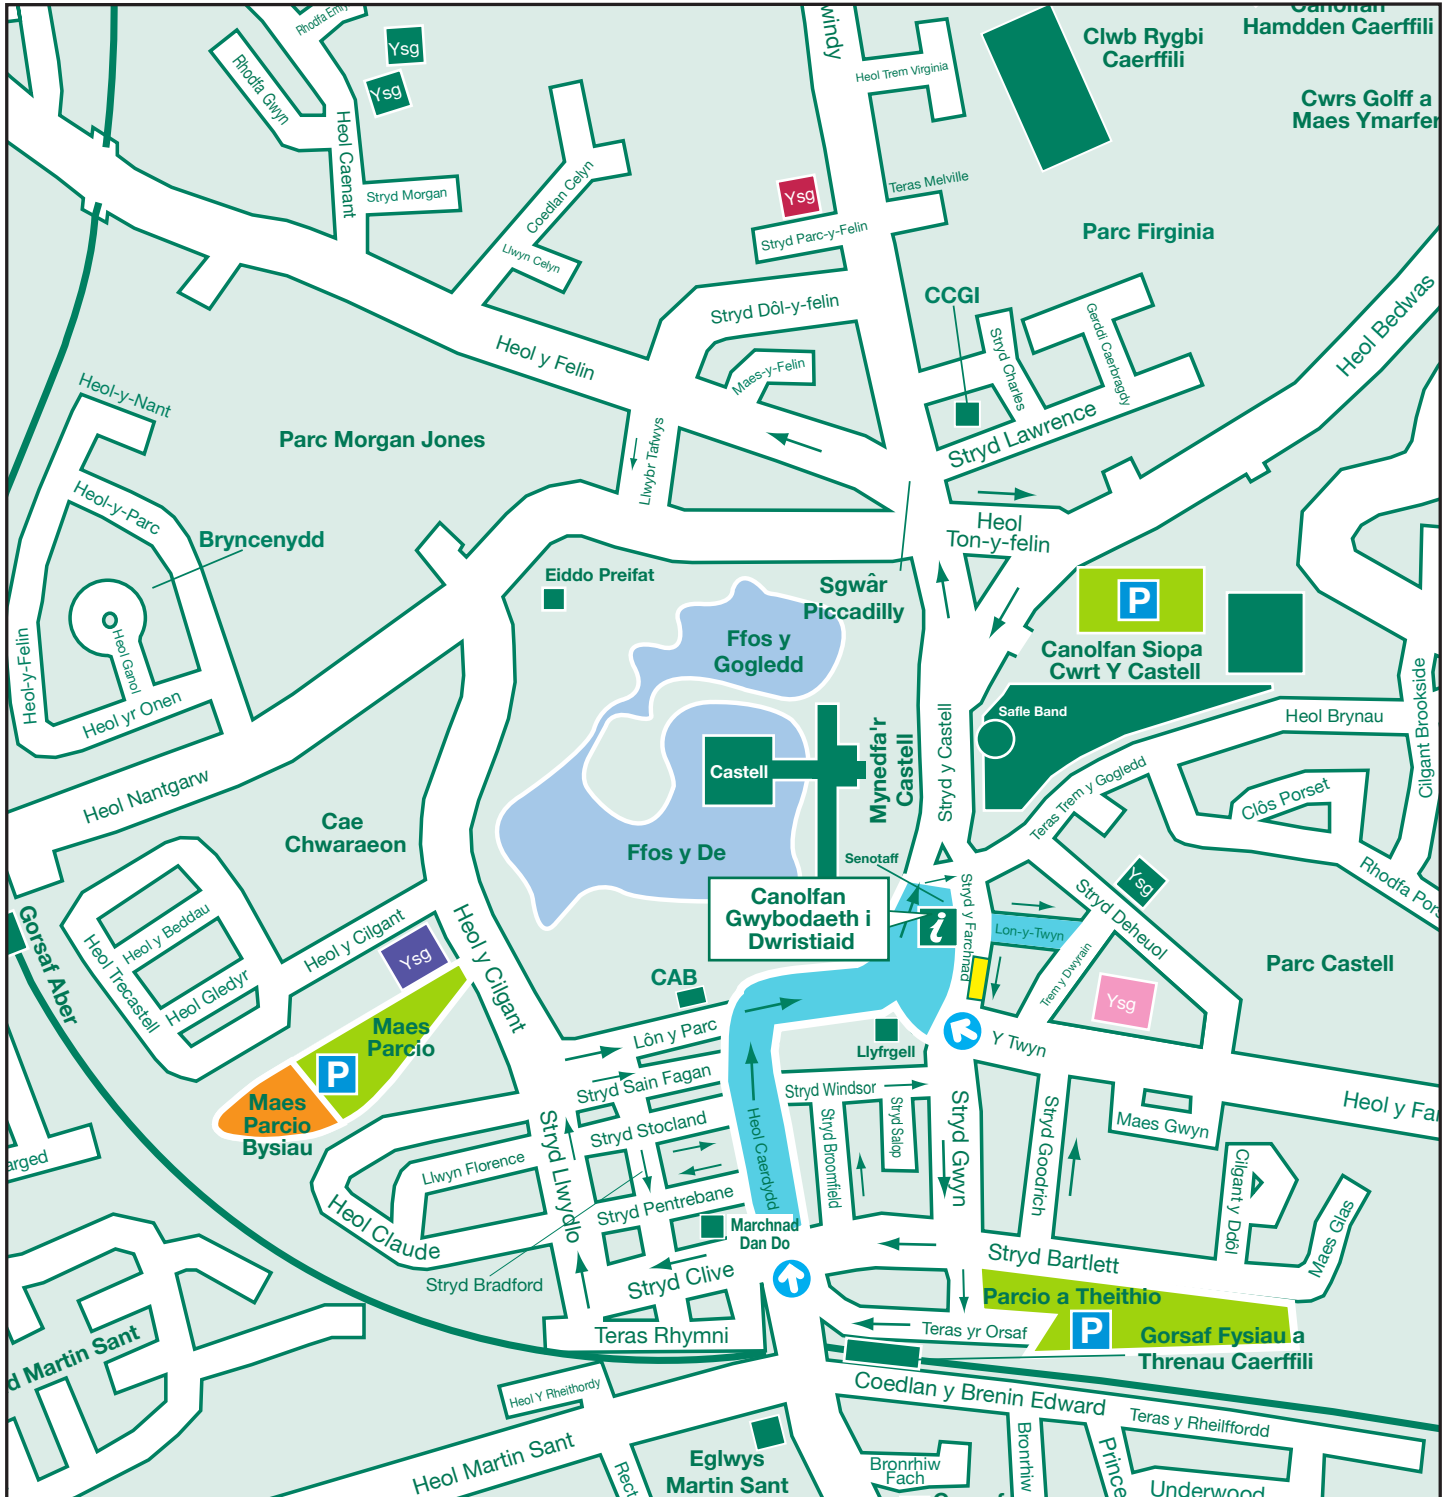 Rhodfa Emlyn
Ysg
Ysg
Rhodfa Gwyn
Heol Caenant
Stryd Morgan
Coedlan Celyn
Llwyn Celyn
windy
Heol Trem Virginia
Clwb Rygbi
Caerffili
Canolfan
Hamdden Caerffili
Cwrs Golff a
Maes Ymarfer
Ysg
Teras Melville
Stryd Parc-y-Felin
Parc Firginia
CCGI
Stryd Dôl-y-felin
Heol y Felin
Maes-y-Felin
Stryd Charles
Gerddi Caerbragdy
Heol Bedwas
Stryd Lawrence
Heol-y-Nant
Parc Morgan Jones
Llwybr Tafwys
Heol-y-Parc
Bryncenydd
Heol
Ton-y-felin
Eiddo Preifat
Sgwâr
Piccadilly
P
Ffos y
Gogledd
Canolfan Siopa
Cwrt Y Castell
Heol-y-Felin
Heol Ganol
Heol yr Onen
Safle Band
Heol Brynau
Cilgant Brookside
Castell
Mynedfa'r
Castell
Stryd y Castell
Heol Nantgarw
Teras Trem y Gogledd
Clôs Porset
Cae
Chwaraeon
Ffos y De
Senotaff
Rhodfa Pors
Canolfan
Gwybodaeth i
Dwristiaid
i
Stryd y Farchnad
Ysg
Stryd Deheuol
Lon-y-Twyn
Trem y Dwyrain
Parc Castell
Gorsaf Aber
Heol y Beddau
Heol Trecastell
Heol Gledyr
Heol y Cilgant
Ysg
Heol y Cilgant
CAB
Ysg
Maes
Parcio
P
Lôn y Parc
Llyfrgell
Y Twyn
Maes
Parcio
Bysiau
Stryd Sain Fagan
Stryd Windsor
Heol y Far
Stryd Stocland
Heol Caerdydd
Stryd Broomfield
Stryd Salop
Stryd Gwyn
Stryd Goodrich
Maes Gwyn
arged
Llwyn Florence
Stryd Llwydlo
Stryd Pentrebane
Cilgant y Ddôl
Maes Glas
Heol Claude
Marchnad
Dan Do
Stryd Bradford
Stryd Clive
Stryd Bartlett
Parcio a Theithio
P
Teras Rhymni
Teras yr Orsaf
Gorsaf Fysiau a
Threnau Caerffili
d Martin Sant
Heol Y Rheithordy
Coedlan y Brenin Edward
Teras y Rheilffordd
Heol Martin Sant
Rect
Eglwys
Martin Sant
Bronrhiw
Fach
Bronrhiw
Prince
Underwood